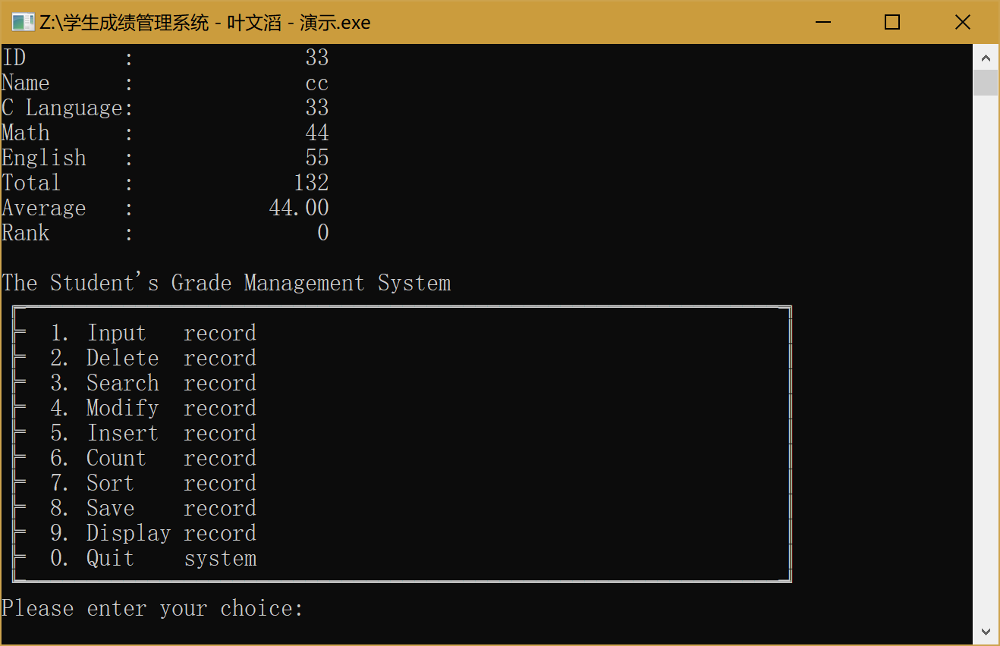 Z:\学生成绩管理系统 - 叶文滔 - 演示.exe
ID : 33
Name : cc
C Language: 33
Math : 44
English : 55
Total : 132
Average : 44.00
Rank : 0
The Student's Grade Management System
1. Input record
2. Delete record
3. Search record
4. Modify record
5. Insert record
6. Count record
7. Sort record
8. Save record
9. Display record
0. Quit system
Please enter your choice: